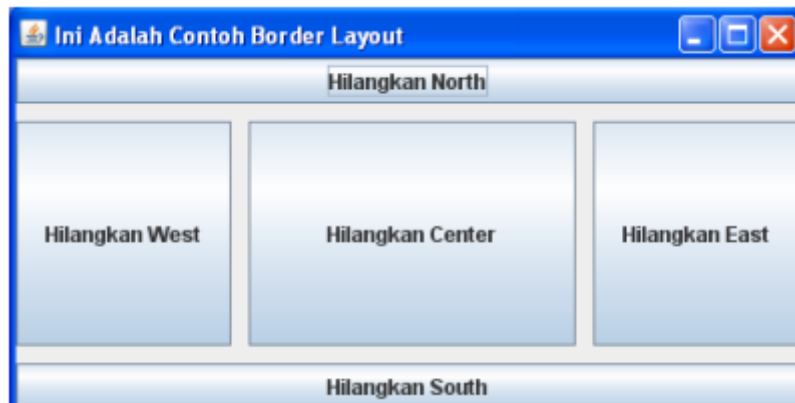 Ini Adalah Contoh Border Layout
Hilangkan North
Hilangkan West
Hilangkan Center
Hilangkan East
Hilangkan South